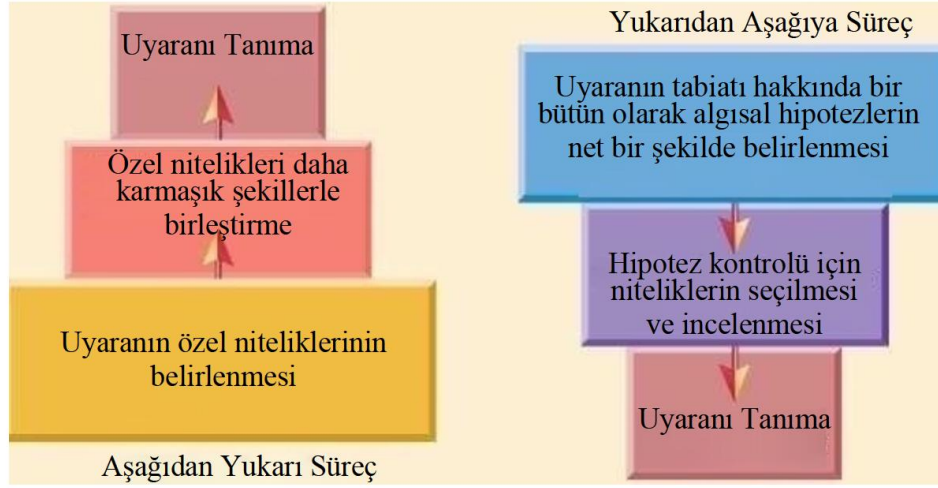 Uyaranı Tanıma
Özel nitelikleri daha
karmaşık şekillerle
birleştirme
Uyaranın özel niteliklerinin
belirlenmesi
Aşağıdan Yukarı Süreç
Yukarıdan Aşağıya Süreç
Uyaranın tabiatı hakkında bir
bütün olarak algısal hipotezlerin
net bir şekilde belirlenmesi
Hipotez kontrolü için
niteliklerin seçilmesi
ve incelenmesi
Uyaranı Tanıma